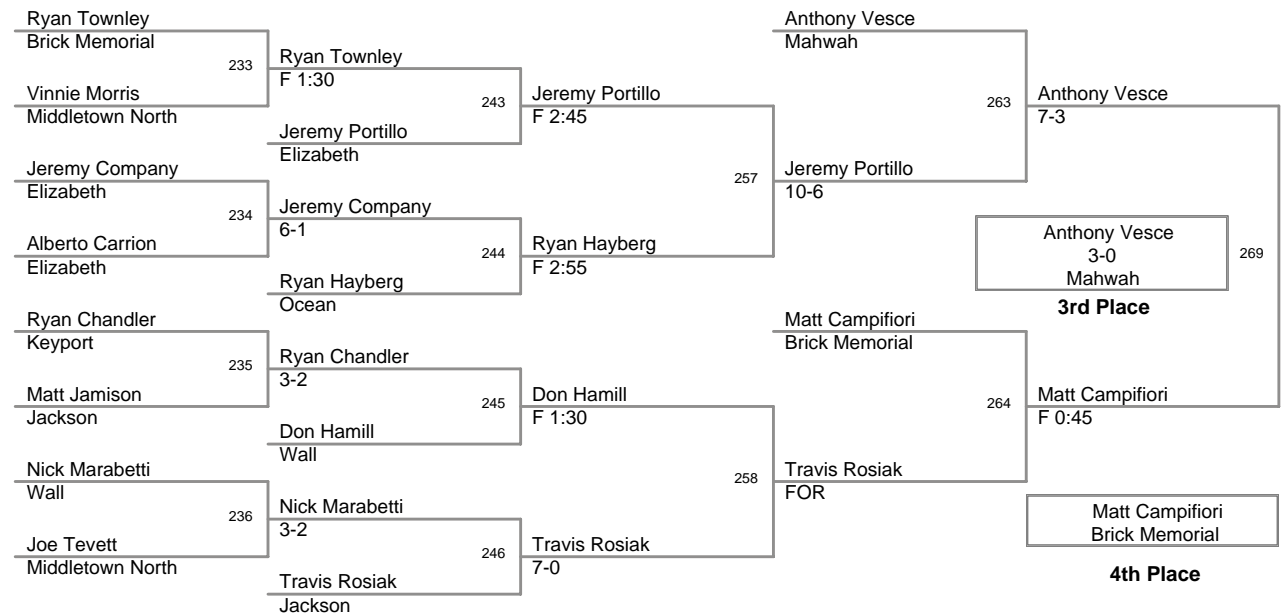 Ryan Townley
Brick Memorial
233
Vinnie Morris
Middletown North
Jeremy Company
Elizabeth
234
Alberto Carrion
Elizabeth
Ryan Chandler
Keyport
235
Matt Jamison
Jackson
Nick Marabetti
Wall
236
Joe Tevett
Middletown North
Ryan Townley
F 1:30
243
Jeremy Portillo
Elizabeth
Jeremy Company
6-1
244
Ryan Hayberg
Ocean
Ryan Chandler
3-2
245
Don Hamill
Wall
Nick Marabetti
3-2
246
Travis Rosiak
Jackson
Jeremy Portillo
F 2:45
257
Ryan Hayberg
F 2:55
Don Hamill
F 1:30
258
Travis Rosiak
7-0
Anthony Vesce
Mahwah
263
Jeremy Portillo
10-6
Matt Campifiori
Brick Memorial
264
Travis Rosiak
FOR
Anthony Vesce
7-3
269
Matt Campifiori
F 0:45
Anthony Vesce
3-0
Mahwah
3rd Place
Matt Campifiori
Brick Memorial
4th Place